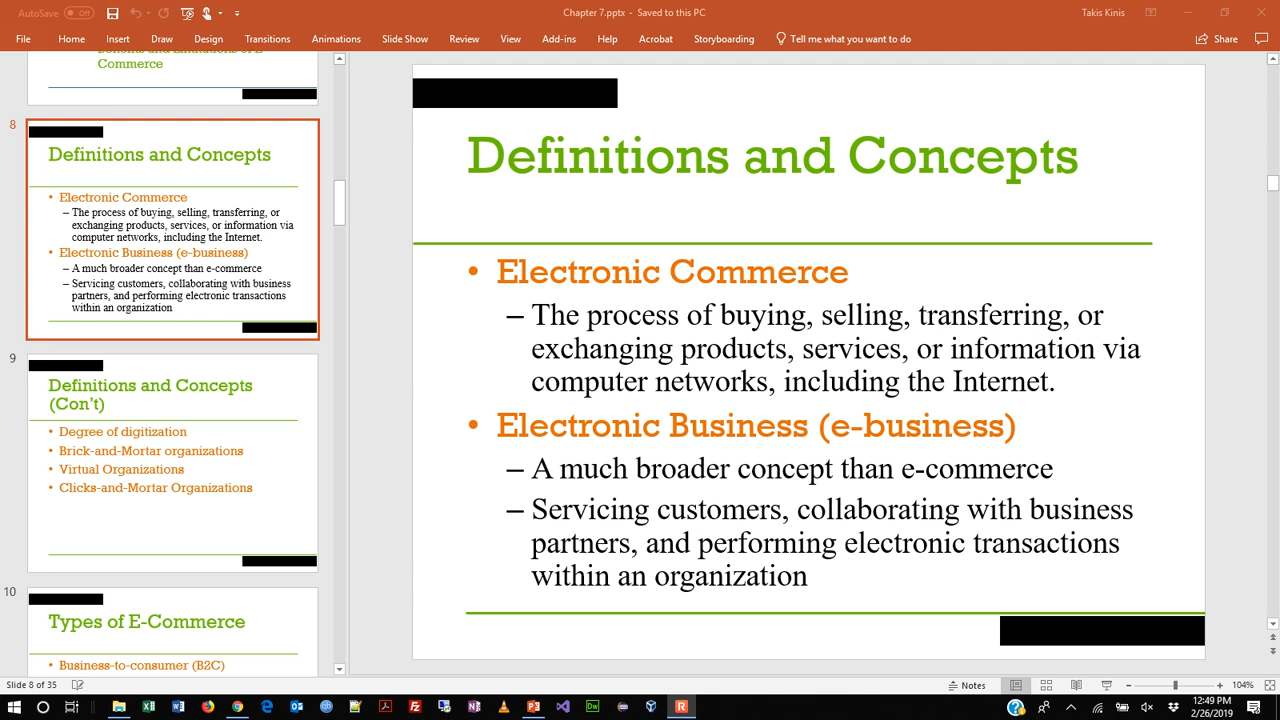 AutoSave Off
Chapter 7.pptx - Saved to this PC
Takis Kinis
File Home Insert Draw Design Transitions Animations Slide Show Review View Add-ins Help Acrobat Storyboarding Tell me what you want to do Share
Commerce
8
Definitions and Concepts
• Electronic Commerce
– The process of buying, selling, transferring, or
exchanging products, services, or information via
computer networks, including the Internet.
• Electronic Business (e-business)
– A much broader concept than e-commerce
– Servicing customers, collaborating with business
partners, and performing electronic transactions
within an organization
9
Definitions and Concepts
(Con't)
• Degree of digitization
• Brick-and-Mortar organizations
• Virtual Organizations
• Clicks-and-Mortar Organizations
10
Types of E-Commerce
• Business-to-consumer (B2C)
Definitions and Concepts
• Electronic Commerce
– The process of buying, selling, transferring, or
exchanging products, services, or information via
computer networks, including the Internet.
• Electronic Business (e-business)
– A much broader concept than e-commerce
– Servicing customers, collaborating with business
partners, and performing electronic transactions
within an organization
Slide 8 of 35
Notes
104%
12:49 PM
2/26/2019